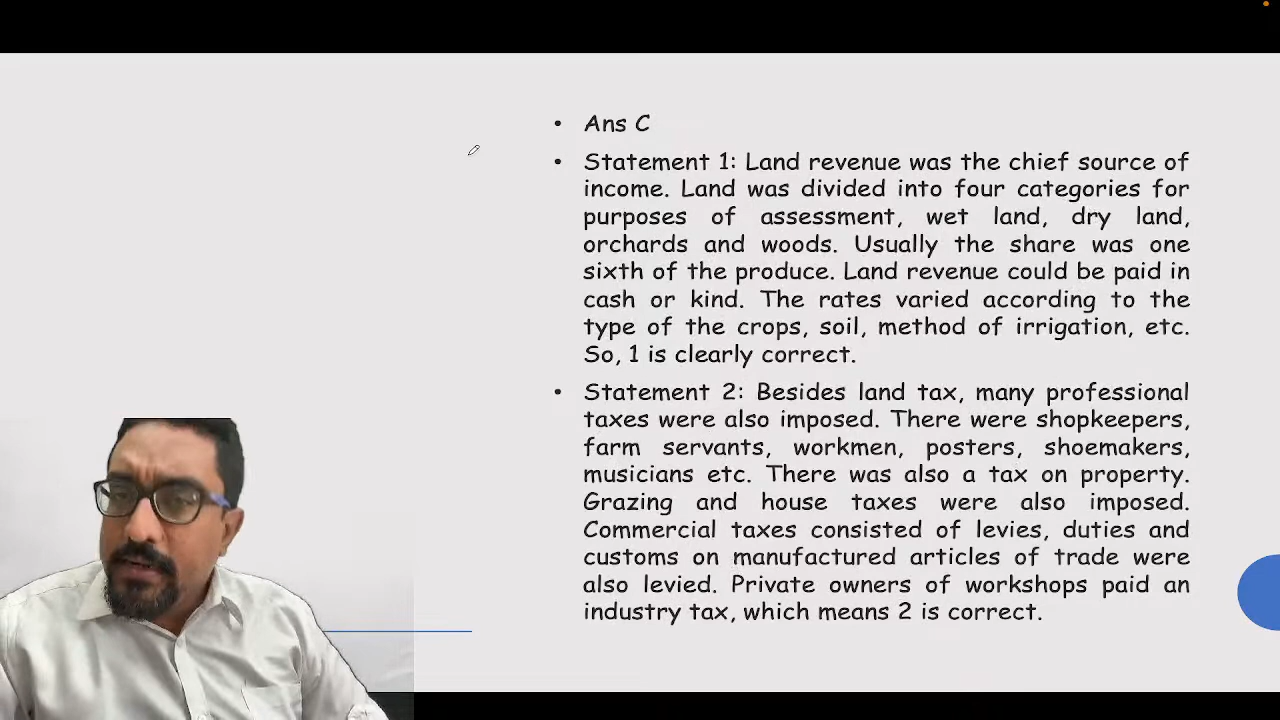 • Ans C
• Statement 1: Land revenue was the chief source of
income. Land was divided into four categories for
purposes of assessment, wet land, dry land,
orchards and woods. Usually the share was one
sixth of the produce. Land revenue could be paid in
cash or kind. The rates varied according to the
type of the crops, soil, method of irrigation, etc.
So, 1 is clearly correct.
• Statement 2: Besides land tax, many professional
taxes were also imposed. There were shopkeepers,
farm servants, workmen, posters, shoemakers,
musicians etc. There was also a tax on property.
Grazing and house taxes were also imposed.
Commercial taxes consisted of levies, duties and
customs on manufactured articles of trade were
also levied. Private owners of workshops paid an
industry tax, which means 2 is correct.